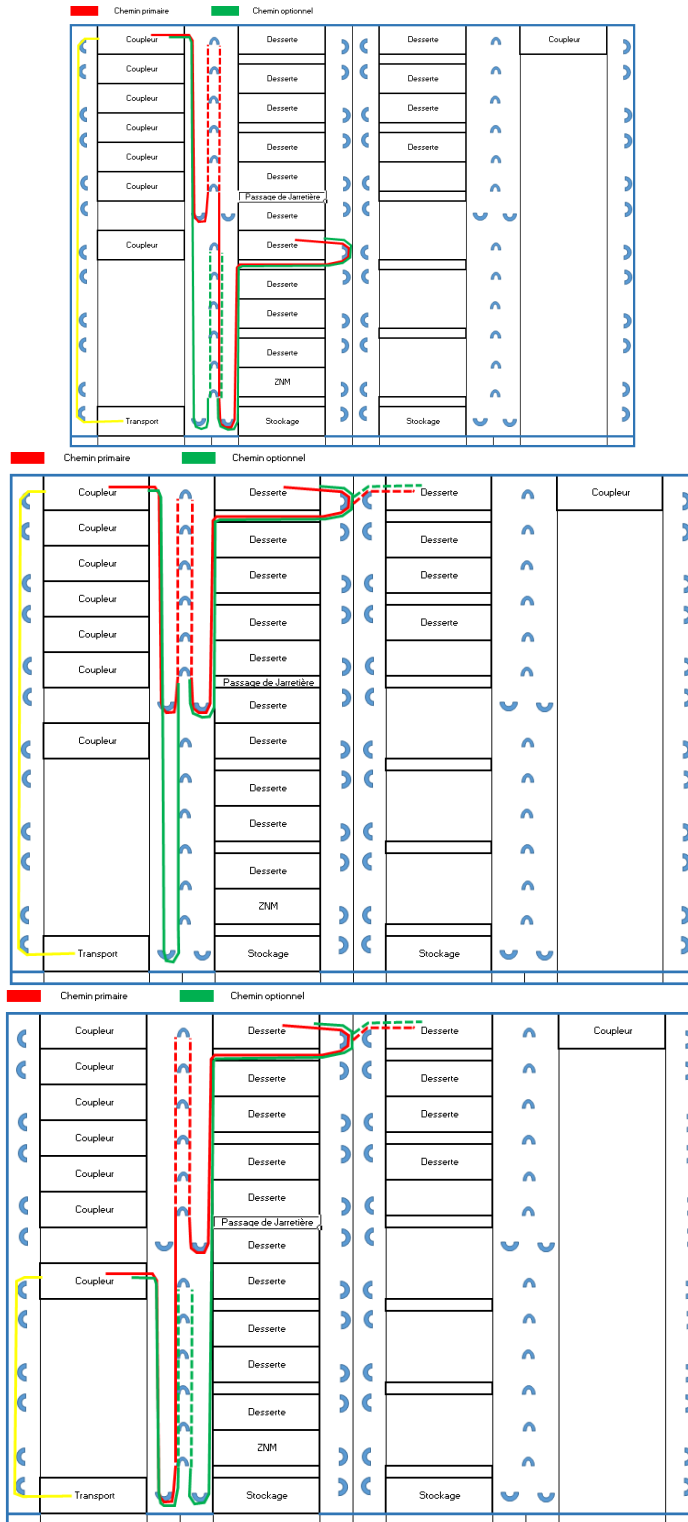 Chemin primaire Chemin optionnel
Coupleur Desserte Desserte Coupleur
Coupleur Desserte Desserte
Coupleur Desserte Desserte
Coupleur
Desserte Desserte
Coupleur
Desserte
Coupleur
Passage de Jarretière
Desserte
Coupleur Desserte
Desserte
Desserte
Desserte
ZNM
Transport Stockage Stockage
Chemin primaire Chemin optionnel
Coupleur Desserte Desserte Coupleur
Coupleur
Desserte Desserte
Coupleur
Desserte Desserte
Coupleur
Desserte Desserte
Coupleur
Desserte
Coupleur
Passage de Jarretière
Desserte
Coupleur Desserte
Desserte
Desserte
Desserte
ZNM
Transport Stockage Stockage
Chemin primaire Chemin optionnel
Coupleur Desserte Desserte Coupleur
Coupleur
Desserte Desserte
Coupleur
Desserte Desserte
Coupleur
Desserte Desserte
Coupleur
Desserte
Coupleur
Passage de Jarretière
Desserte
Coupleur Desserte
Desserte
Desserte
Desserte
ZNM
Transport Stockage Stockage